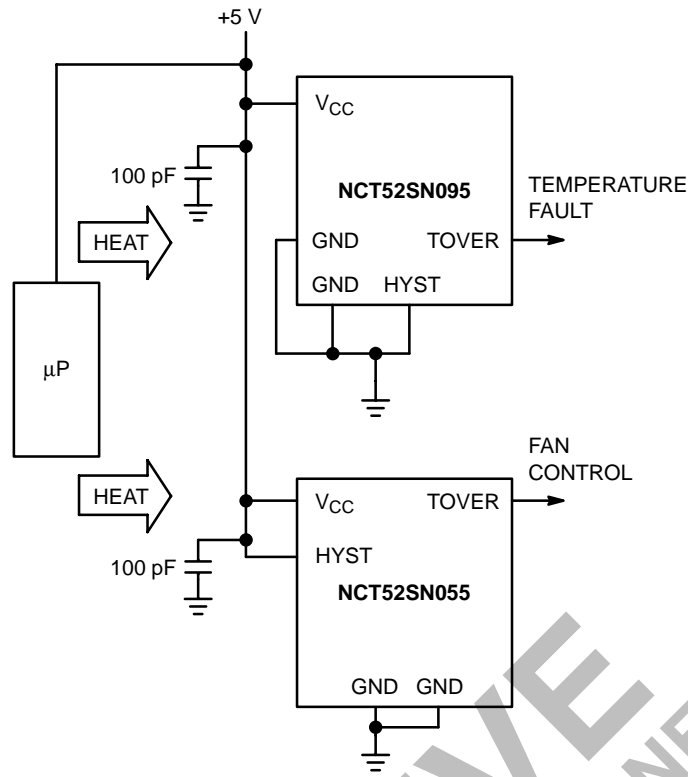 +5 V
VCC
100 pF
NCT52SN095
TEMPERATURE
FAULT
HEAT
GND
TOVER
GND
HYST
µP
FAN
CONTROL
HEAT
VCC
TOVER
HYST
100 pF
NCT52SN055
GND
GND